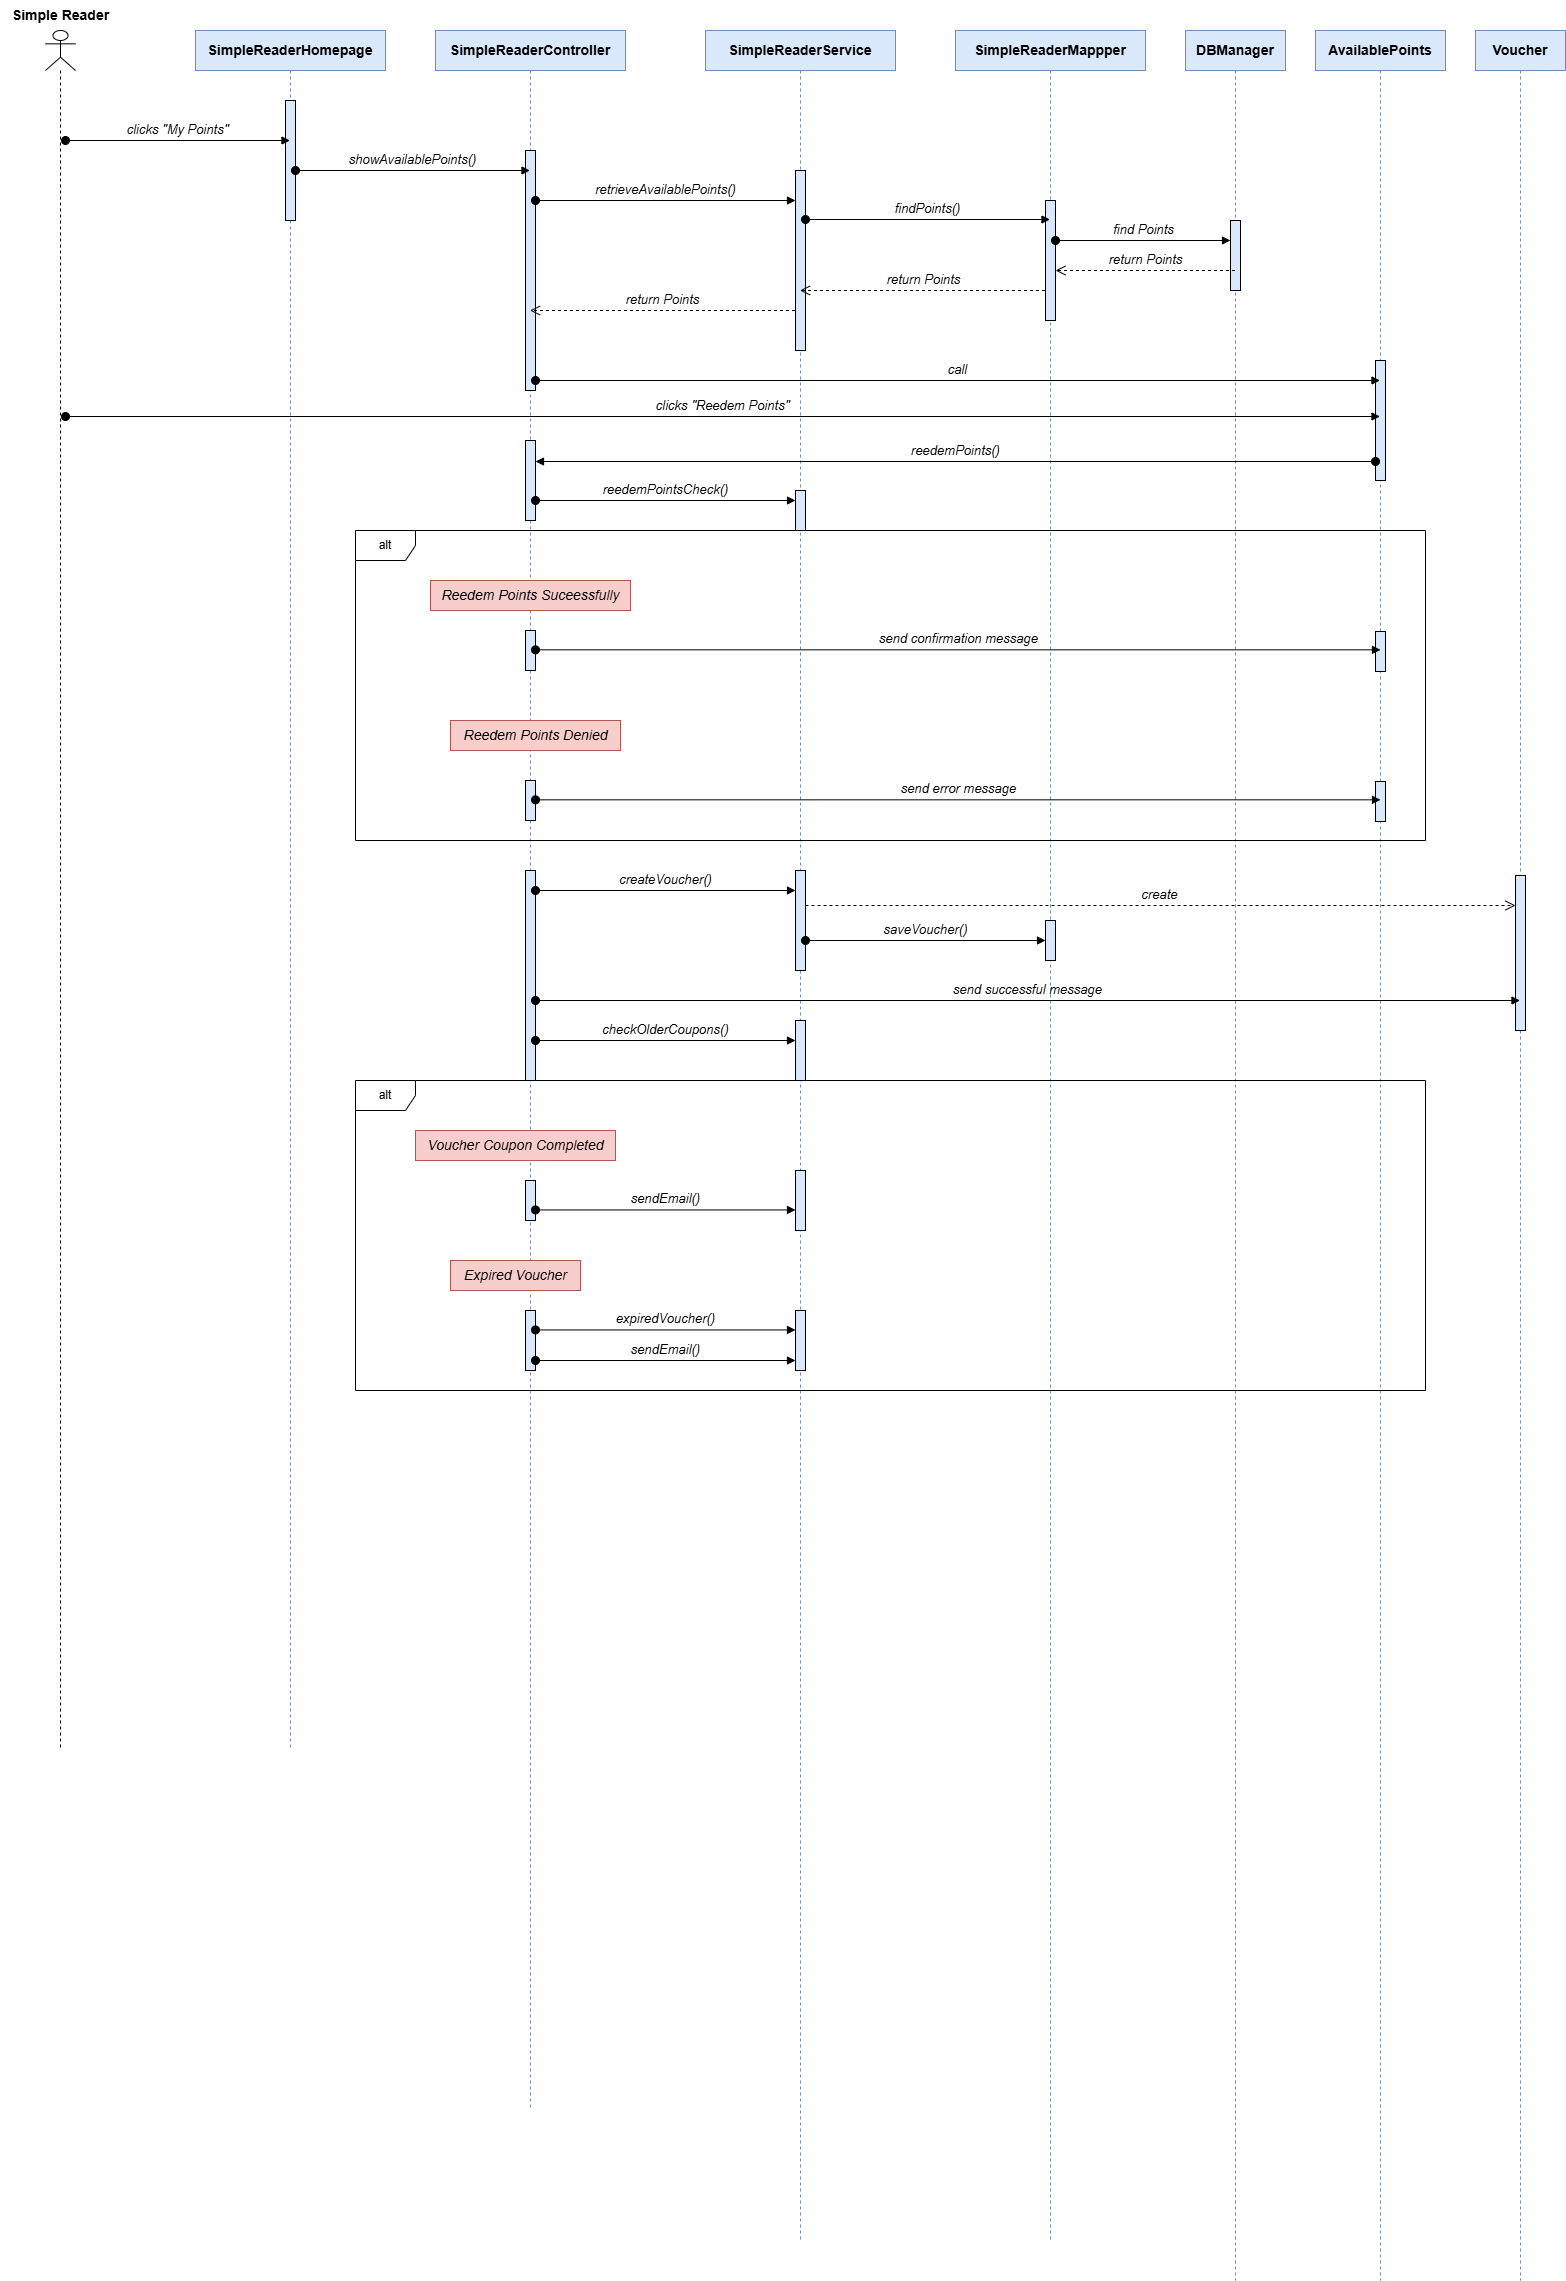 Simple Reader
SimpleReaderHomepage
SimpleReaderController
SimpleReaderService
SimpleReaderMappper
DBManager
AvailablePoints
Voucher
clicks "My Points"
showAvailablePoints()
retrieveAvailablePoints()
findPoints()
find Points
return Points
return Points
return Points
call
clicks "Reedem Points"
reedemPoints()
reedemPointsCheck()
alt
Reedem Points Suceessfully
send confirmation message
Reedem Points Denied
send error message
createVoucher()
create
saveVoucher()
send successful message
checkOlderCoupons()
alt
Voucher Coupon Completed
sendEmail()
Expired Voucher
expiredVoucher()
sendEmail()